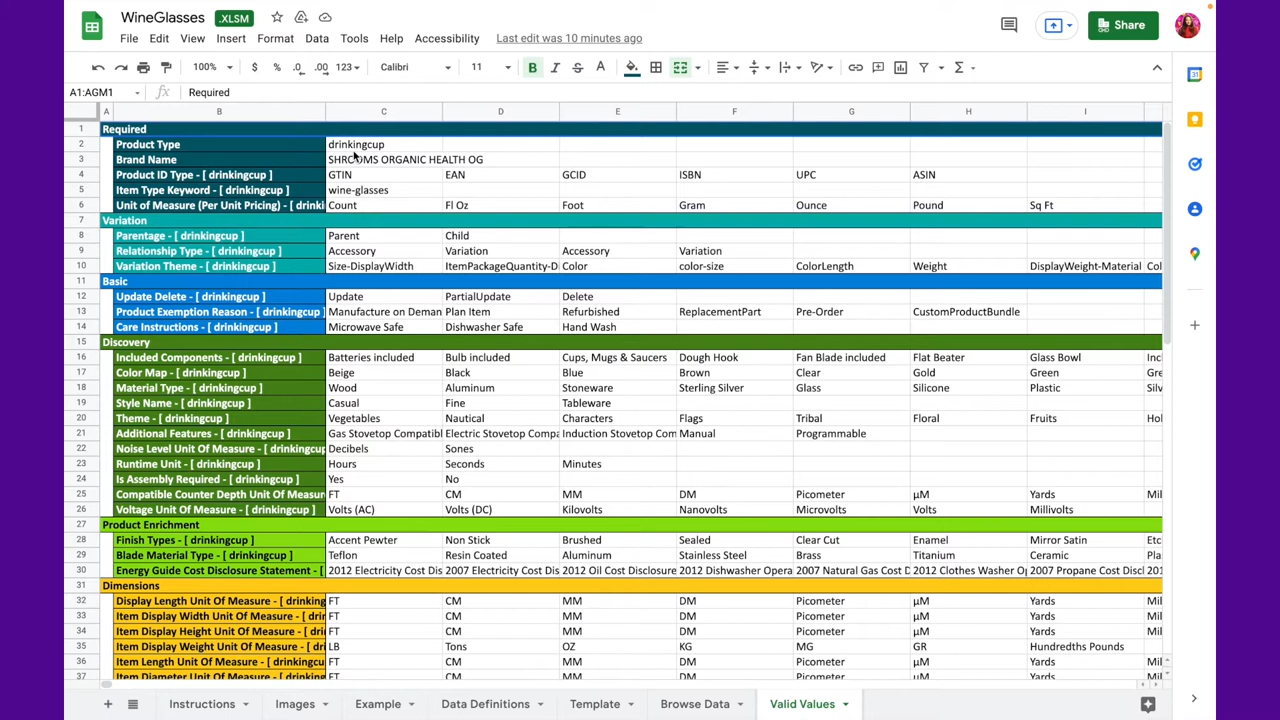 WineGlasses .XLSM
File Edit View Insert Format Data Tools Help Accessibility Last edit was 10 minutes ago
Share
100% $ % .0 .00 123 Calibri 11 B I S A
A1:AGM1 fx Required
A B C D E F G H I
1 Required
2 Product Type drinkingcup
3 Brand Name SHROOMS ORGANIC HEALTH OG
4 Product ID Type - [ drinkingcup ] GTIN EAN GCID ISBN UPC ASIN
5 Item Type Keyword - [ drinkingcup ] wine-glasses
6 Unit of Measure (Per Unit Pricing) - [ drinki Count Fl Oz Foot Gram Ounce Pound Sq Ft
7 Variation
8 Parentage - [ drinkingcup ] Parent Child
9 Relationship Type - [ drinkingcup ] Accessory Variation Accessory Variation
10 Variation Theme - [ drinkingcup ] Size-DisplayWidth ItemPackageQuantity-D Color color-size ColorLength Weight DisplayWeight-Material Col
11 Basic
12 Update Delete - [ drinkingcup ] Update PartialUpdate Delete
13 Product Exemption Reason - [ drinkingcup ] Manufacture on Deman Plan Item Refurbished ReplacementPart Pre-Order CustomProductBundle
14 Care Instructions - [ drinkingcup ] Microwave Safe Dishwasher Safe Hand Wash
15 Discovery
16 Included Components - [ drinkingcup ] Batteries included Bulb included Cups, Mugs & Saucers Dough Hook Fan Blade included Flat Beater Glass Bowl Inc
17 Color Map - [ drinkingcup ] Beige Black Blue Brown Clear Gold Green Gre
18 Material Type - [ drinkingcup ] Wood Aluminum Stoneware Sterling Silver Glass Silicone Plastic Silv
19 Style Name - [ drinkingcup ] Casual Fine Tableware
20 Theme - [ drinkingcup ] Vegetables Nautical Characters Flags Tribal Floral Fruits Hol
21 Additional Features - [ drinkingcup ] Gas Stovetop Compatibl Electric Stovetop Compa Induction Stovetop Com Manual Programmable
22 Noise Level Unit Of Measure - [ drinkingcup Decibels Sones
23 Runtime Unit - [ drinkingcup ] Hours Seconds Minutes
24 Is Assembly Required - [ drinkingcup ] Yes No
25 Compatible Counter Depth Unit Of Measur FT CM MM DM Picometer µM Yards Mil
26 Voltage Unit Of Measure - [ drinkingcup ] Volts (AC) Volts (DC) Kilovolts Nanovolts Microvolts Volts Millivolts
27 Product Enrichment
28 Finish Types - [ drinkingcup ] Accent Pewter Non Stick Brushed Sealed Clear Cut Enamel Mirror Satin Etc
29 Blade Material Type - [ drinkingcup ] Teflon Resin Coated Aluminum Stainless Steel Brass Titanium Ceramic Pla
30 Energy Guide Cost Disclosure Statement - [ 2012 Electricity Cost Dis 2007 Electricity Cost Dis 2012 Oil Cost Disclosure 2012 Dishwasher Opera 2007 Natural Gas Cost D 2012 Clothes Washer Op 2007 Propane Cost Discl 201
31 Dimensions
32 Display Length Unit Of Measure - [ drinking FT CM MM DM Picometer µM Yards Mil
33 Item Display Width Unit Of Measure - [ drin FT CM MM DM Picometer µM Yards Mil
34 Item Display Height Unit Of Measure - [ dri FT CM MM DM Picometer µM Yards Mil
35 Item Display Weight Unit Of Measure - [ dri LB Tons OZ KG MG GR Hundredths Pounds
36 Item Length Unit Of Measure - [ drinkingcu FT CM MM DM Picometer µM Yards Mil
37 Item Diameter Unit Of Measure - [ drinking FT CM MM DM Picometer µM Yards Mil
Instructions Images Example Data Definitions Template Browse Data Valid Values